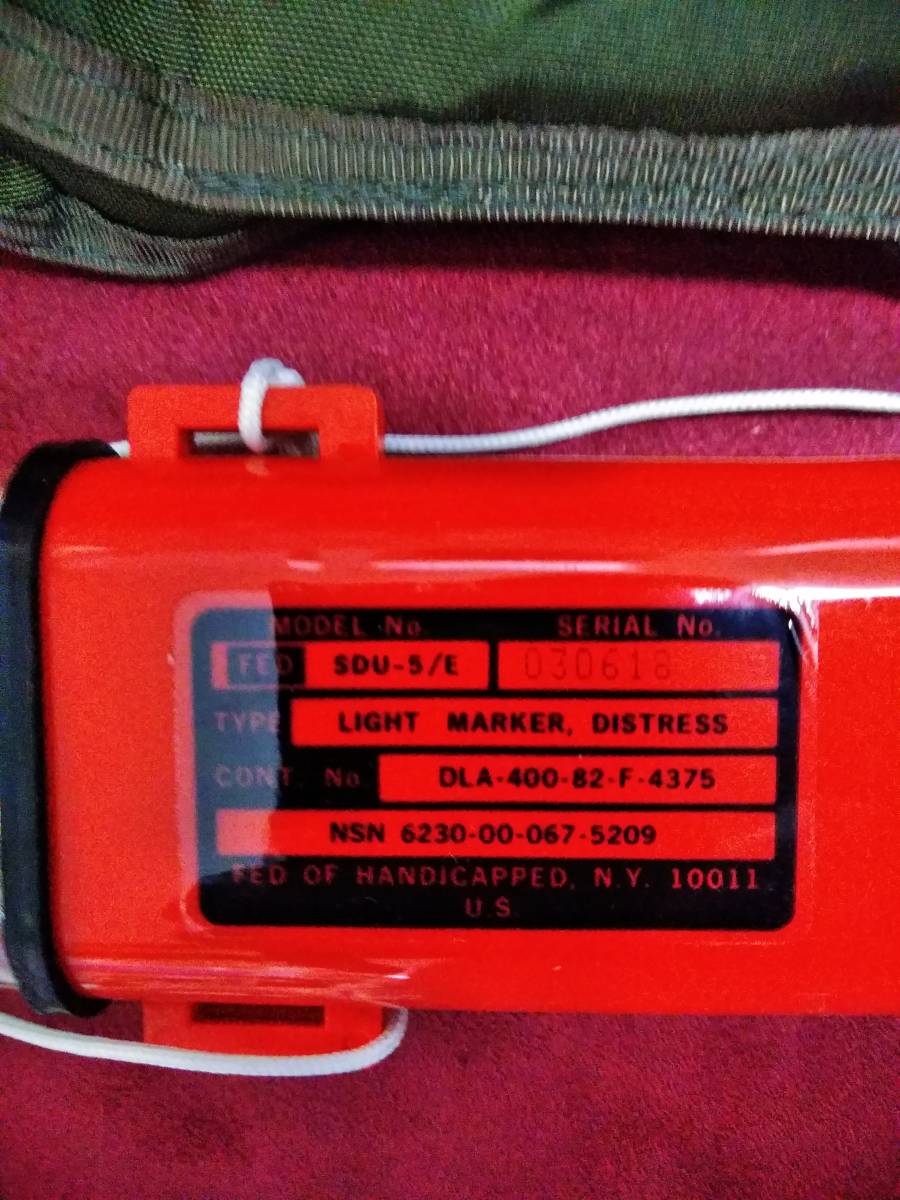 MODEL No. SERIAL No.
FED SDU-5/E 030618
TYPE LIGHT MARKER, DISTRESS
CONT. No. DLA-400-82-F-4375
NSN 6230-00-067-5209
FED OF HANDICAPPED, N.Y. 10011
U.S.